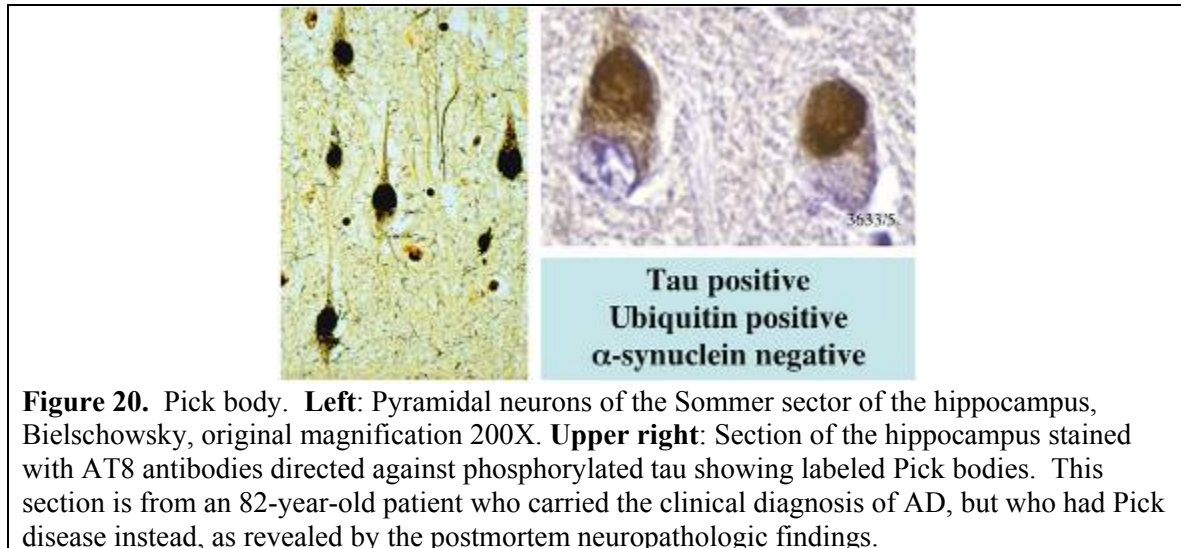 3633/5.
Tau positive
Ubiquitin positive
α-synuclein negative
Figure 20. Pick body. Left: Pyramidal neurons of the Sommer sector of the hippocampus,
Bielschowsky, original magnification 200X. Upper right: Section of the hippocampus stained
with AT8 antibodies directed against phosphorylated tau showing labeled Pick bodies. This
section is from an 82-year-old patient who carried the clinical diagnosis of AD, but who had Pick
disease instead, as revealed by the postmortem neuropathologic findings.